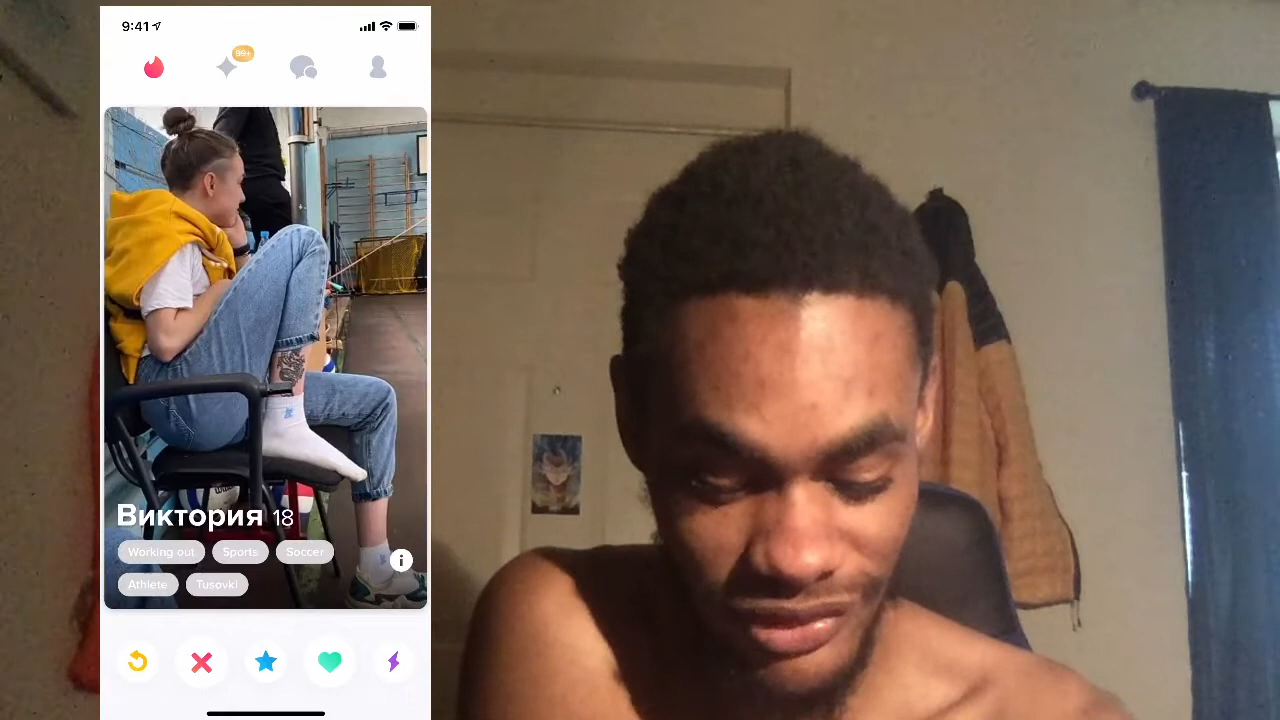 9:41
99+
Виктория 18
Working out Sports Soccer
Athlete Tusovki